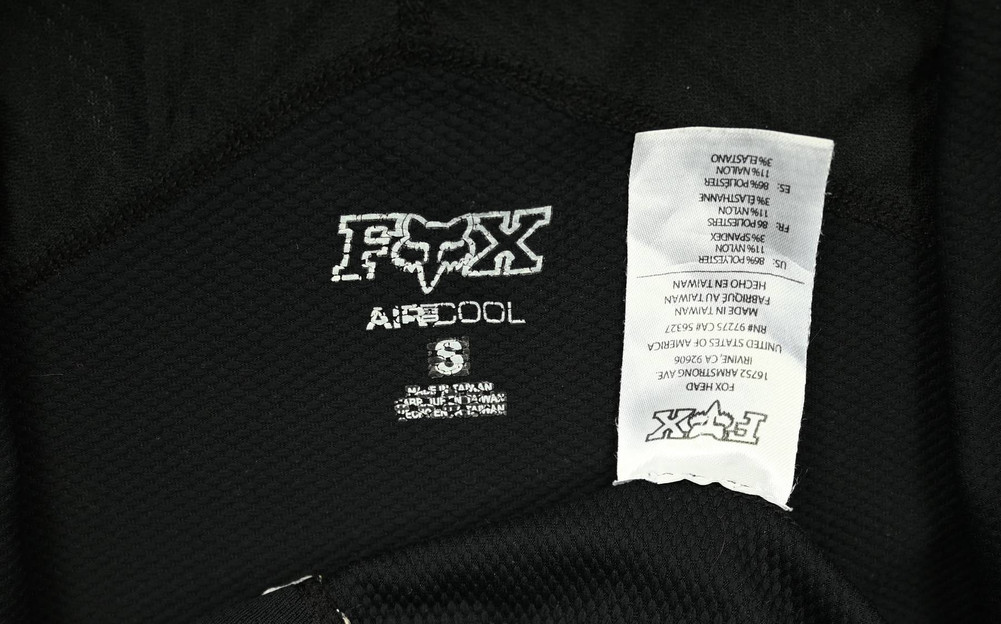 FOX
AIRCOOL
S
MADE IN TAIWAN
FABRIQUE EN TAIWAN
HECHO EN TAIWAN
FOX
FOX HEAD
16752 ARMSTRONG AVE.
IRVINE, CA 92606
UNITED STATES OF AMERICA
RN# 97275 CA# 56327
MADE IN TAIWAN
FABRIQUÉ AU TAIWAN
HECHO EN TAIWAN
US: 86% POLYESTER
11% NYLON
3% SPANDEX
FR: 86 POLYESTERS
11% NYLON
3% ELASTHANNE
ES: 86% POLIÉSTER
11% NAILON
3% ELASTANO